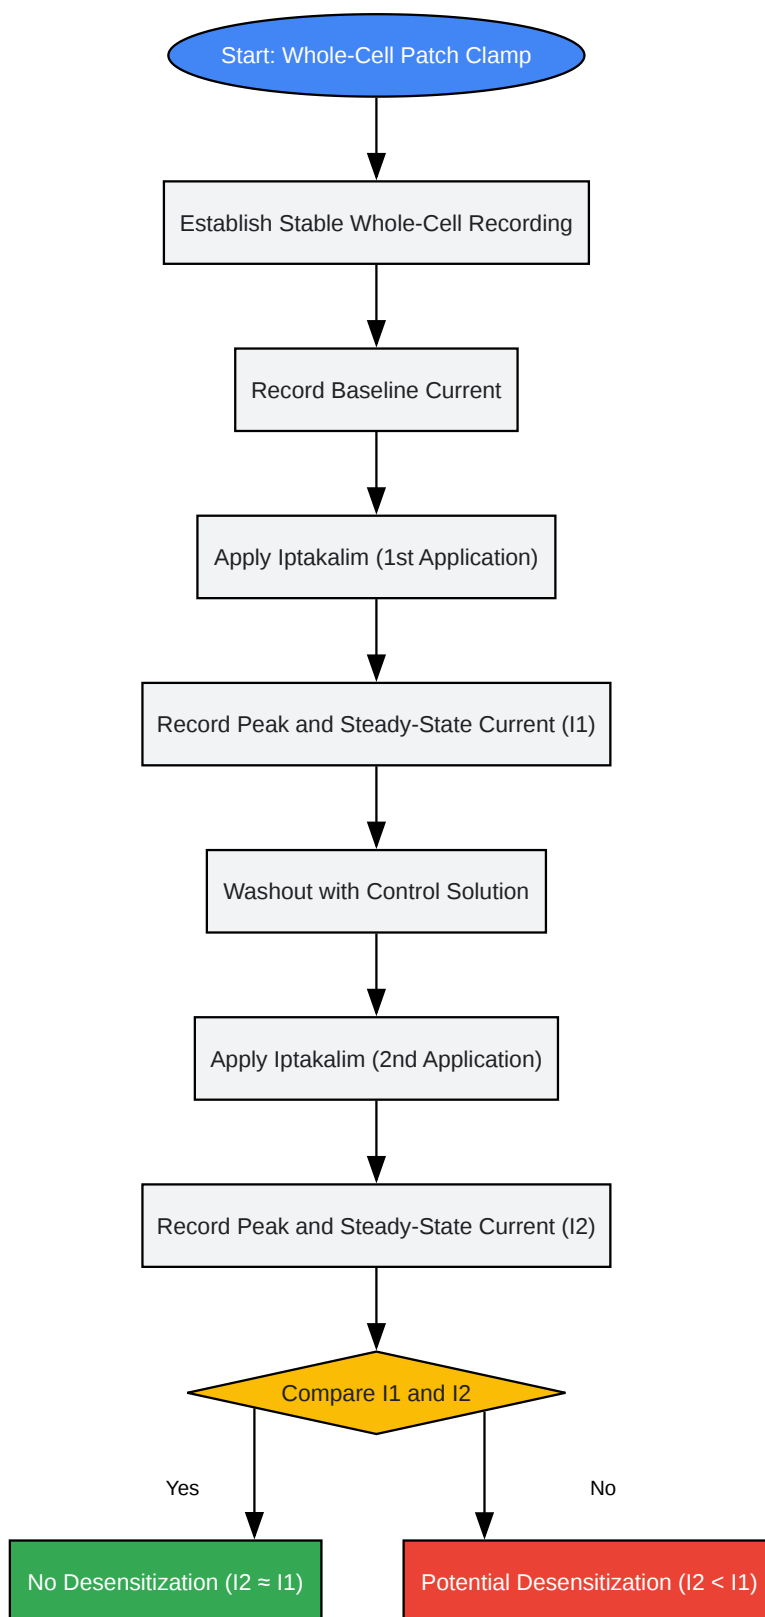 Start: Whole-Cell Patch Clamp
Establish Stable Whole-Cell Recording
Record Baseline Current
Apply Iptakalim (1st Application)
Record Peak and Steady-State Current (I1)
Washout with Control Solution
Apply Iptakalim (2nd Application)
Record Peak and Steady-State Current (I2)
Compare I1 and I2
Yes
No
No Desensitization (I2 ≈ I1)
Potential Desensitization (I2 < I1)